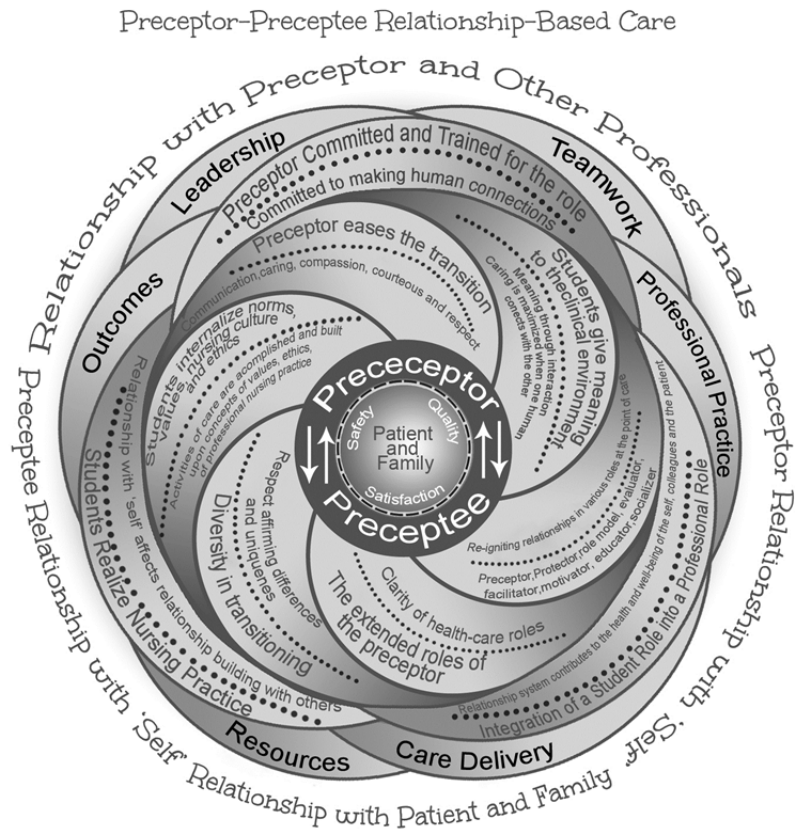 Preceptor-Preceptee Relationship-Based Care
Relationship with Preceptor and Other Professionals
Preceptor Relationship with 'Self'
Relationship with Patient and Family
Preceptee Relationship with 'Self'
Leadership
Teamwork
Professional Practice
Care Delivery
Resources
Outcomes
Preceptor Committed and Trained for the role
Committed to making human connections
Preceptor eases the transition
Communication,caring, compassion, courteous and respect
Students give meaning
to theclinical environment
Meaning through interaction
Caring is maximized when one human
conects with the other
Re-igniting relationships in various roles at the point of care
Preceptor,Protector,role model, evaluator,
facilitator,motivator, educator,socializer
Relationship system contributes to the health and well-being of the self, colleagues and the patient
Integration of a Student Role into a Professional Role
Clarity of health-care roles
The extended roles of
the preceptor
Respect affirming differences
and uniqueries
Diversity in transitioning
Relationship with 'self' affects relationship building with others
Students Realize Nursing Practice
Students internalize norms,
values, nursing culture,
and ethics
Activities of care are acomplished and built
upon concepts of values, ethics,
of professional nursing practice
Prececeptor
Safety
Quality
Patient
and
Family
Satisfaction
Preceptee